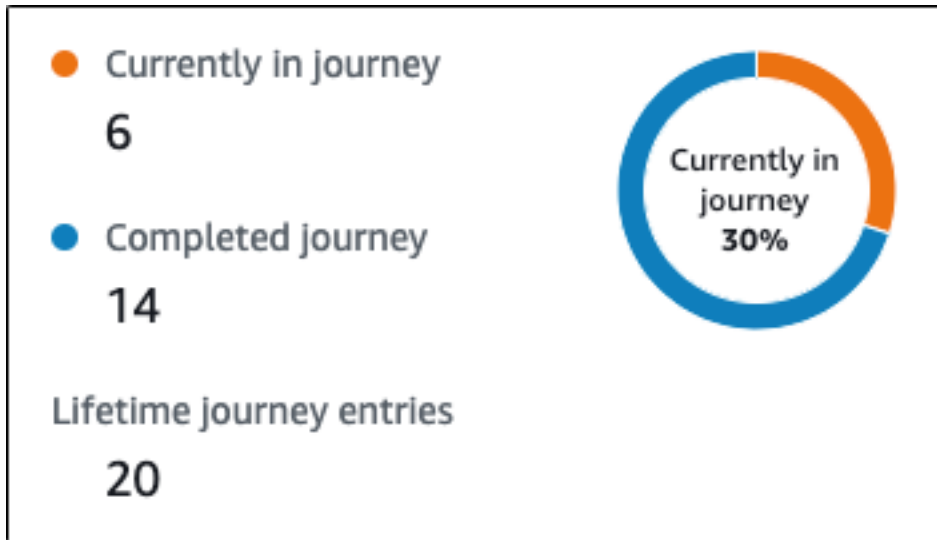 Currently in journey
6
Completed journey
14
Lifetime journey entries
20
Currently in
journey
30%